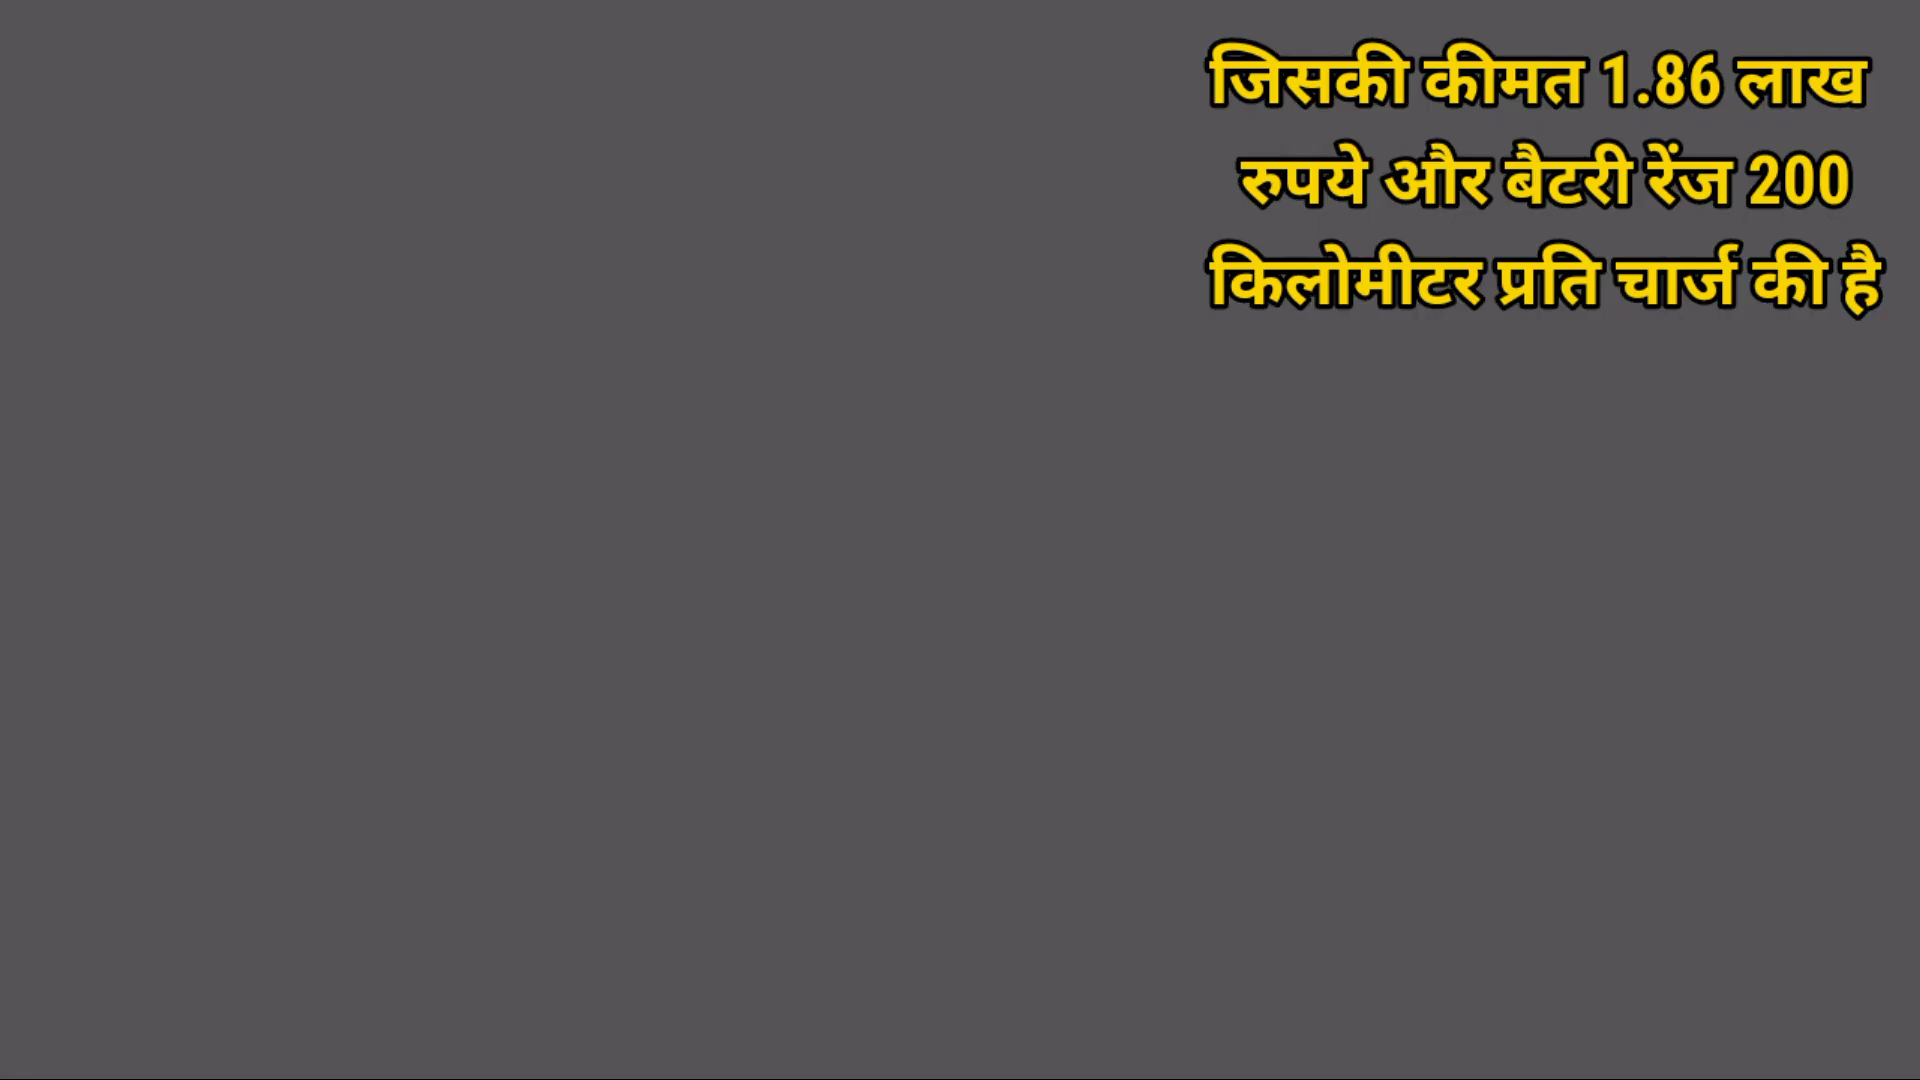 जिसकी कीमत 1.86 लाख
रुपये और बैटरी रेंज 200
किलोमीटर प्रति चार्ज की है